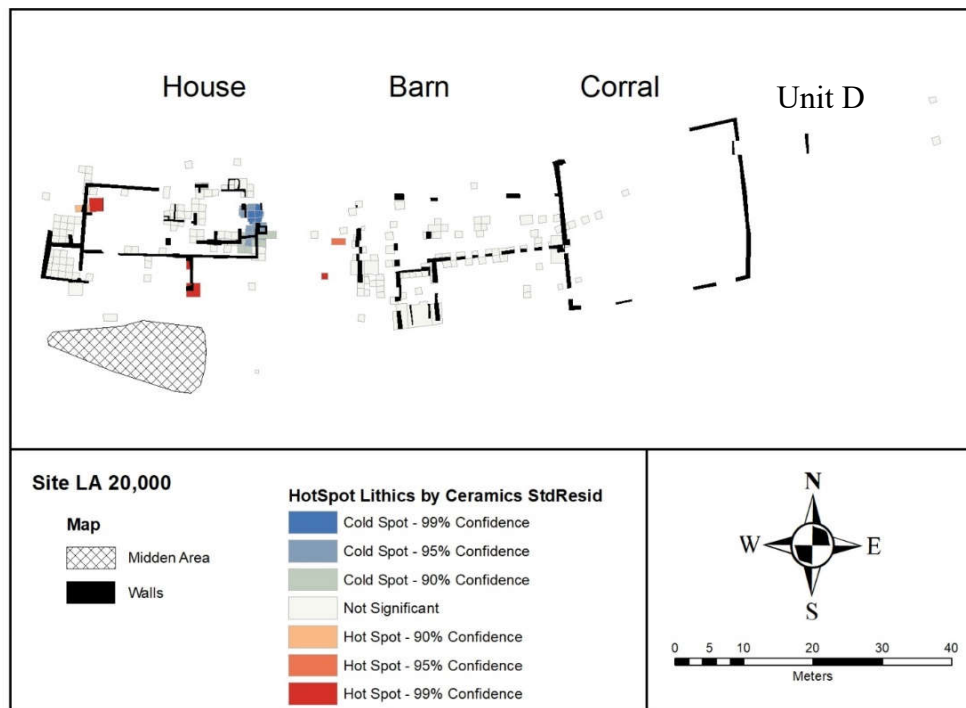 House
Barn
Corral
Unit D
Site LA 20,000
Map
Midden Area
Walls
HotSpot Lithics by Ceramics StdResid
Cold Spot - 99% Confidence
Cold Spot - 95% Confidence
Cold Spot - 90% Confidence
Not Significant
Hot Spot - 90% Confidence
Hot Spot - 95% Confidence
Hot Spot - 99% Confidence
N
W E
S
0 5 10 20 30 40
Meters